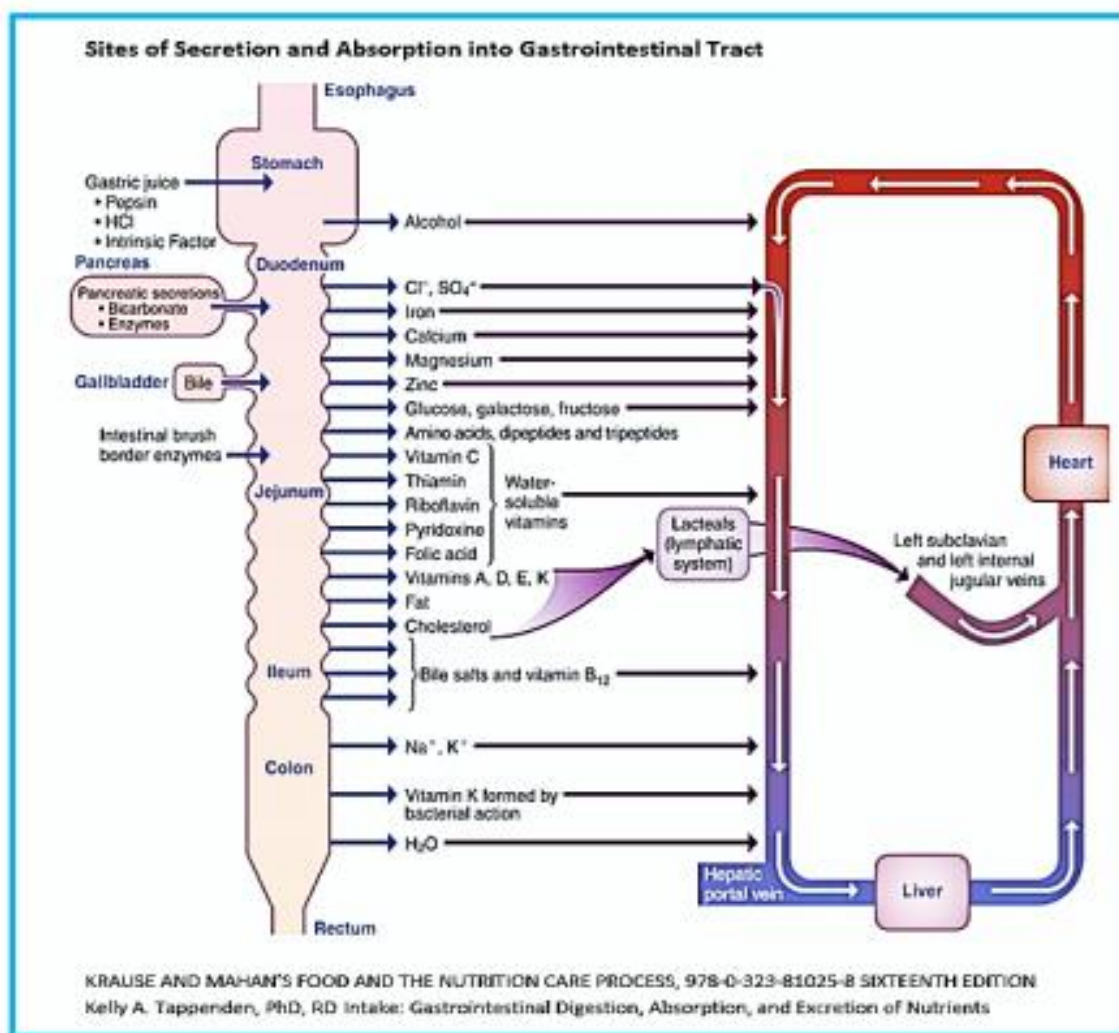 Sites of Secretion and Absorption into Gastrointestinal Tract
Esophagus
Stomach
Gastric juice
• Pepsin
• HCl
• Intrinsic Factor
Alcohol
Pancreas
Duodenum
Pancreatic secretions
• Bicarbonate
• Enzymes
Cl⁻, SO₄⁼
Iron
Calcium
Magnesium
Gallbladder
Bile
Zinc
Glucose, galactose, fructose
Amino acids, dipeptides and tripeptides
Intestinal brush
border enzymes
Vitamin C
Thiamin
Jejunum
Riboflavin
Pyridoxine
Folic acid
Water-
soluble
vitamins
Heart
Lacteals
(lymphatic
system)
Left subclavian
and left internal
jugular veins
Vitamins A, D, E, K
Fat
Cholesterol
Ileum
Bile salts and vitamin B₁₂
Na⁺, K⁺
Colon
Vitamin K formed by
bacterial action
H₂O
Hepatic
portal vein
Liver
Rectum
KRAUSE AND MAHAN'S FOOD AND THE NUTRITION CARE PROCESS, 978-0-323-81025-8 SIXTEENTH EDITION
Kelly A. Tappenden, PhD, RD Intake: Gastrointestinal Digestion, Absorption, and Excretion of Nutrients